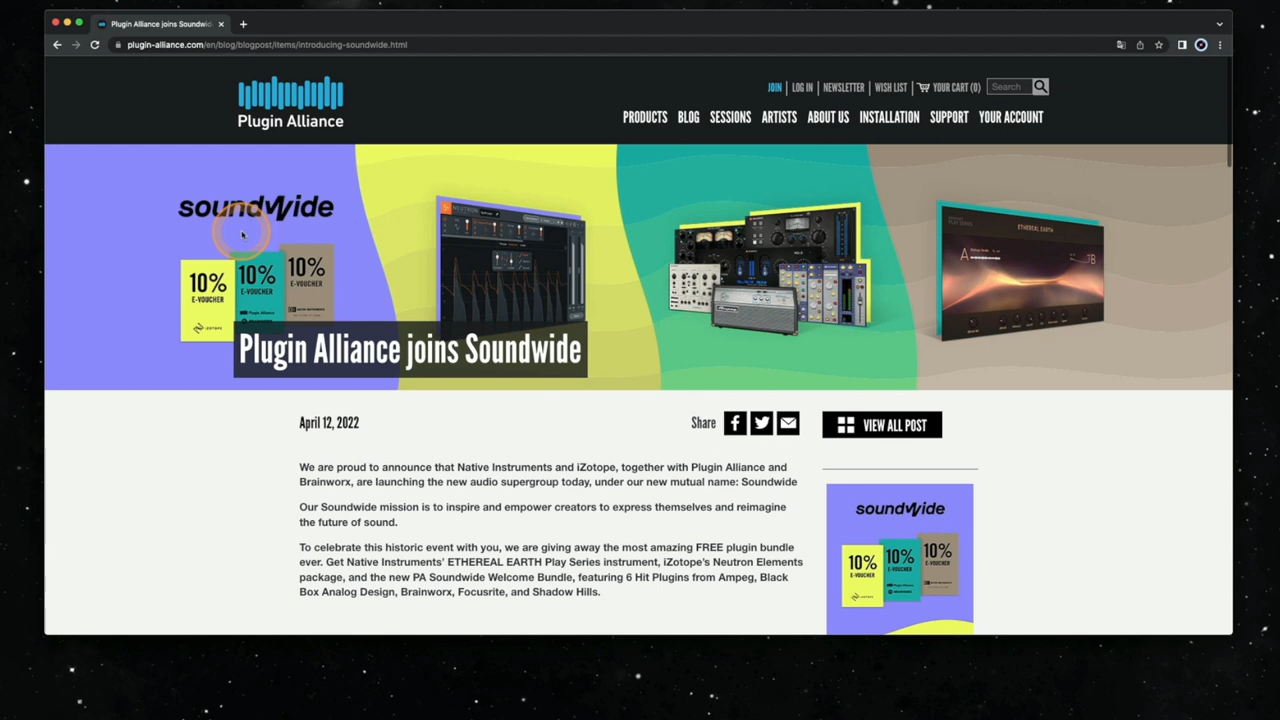 Plugin Alliance joins Soundwid
plugin-alliance.com/en/blog/blogpost/items/introducing-soundwide.html
Plugin Alliance
JOIN | LOG IN | NEWSLETTER | WISH LIST | YOUR CART (0)
Search
PRODUCTS BLOG SESSIONS ARTISTS ABOUT US INSTALLATION SUPPORT YOUR ACCOUNT
soundwide
10%
E-VOUCHER
iZOTOPE
10%
E-VOUCHER
Plugin Alliance
10%
E-VOUCHER
NEUTRON
ETHEREAL EARTH
A
B
Plugin Alliance joins Soundwide
April 12, 2022
Share
VIEW ALL POST
We are proud to announce that Native Instruments and iZotope, together with Plugin Alliance and
Brainworx, are launching the new audio supergroup today, under our new mutual name: Soundwide
Our Soundwide mission is to inspire and empower creators to express themselves and reimagine
the future of sound.
To celebrate this historic event with you, we are giving away the most amazing FREE plugin bundle
ever. Get Native Instruments' ETHEREAL EARTH Play Series instrument, iZotope's Neutron Elements
package, and the new PA Soundwide Welcome Bundle, featuring 6 Hit Plugins from Ampeg, Black
Box Analog Design, Brainworx, Focusrite, and Shadow Hills.
soundwide
10%
E-VOUCHER
10%
E-VOUCHER
10%
E-VOUCHER